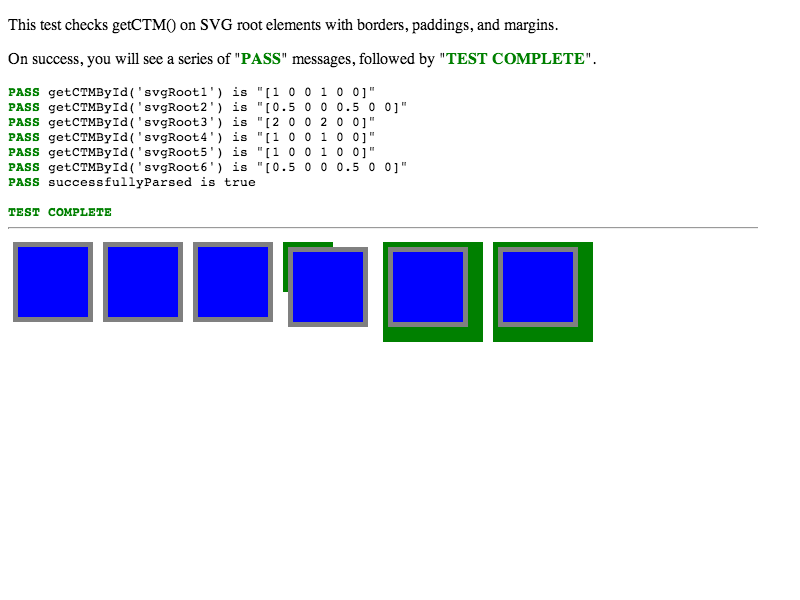 This test checks getCTM() on SVG root elements with borders, paddings, and margins.
On success, you will see a series of "PASS" messages, followed by "TEST COMPLETE".
PASS getCTMById('svgRoot1') is "[1 0 0 1 0 0]"
PASS getCTMById('svgRoot2') is "[0.5 0 0 0.5 0 0]"
PASS getCTMById('svgRoot3') is "[2 0 0 2 0 0]"
PASS getCTMById('svgRoot4') is "[1 0 0 1 0 0]"
PASS getCTMById('svgRoot5') is "[1 0 0 1 0 0]"
PASS getCTMById('svgRoot6') is "[0.5 0 0 0.5 0 0]"
PASS successfullyParsed is true
TEST COMPLETE